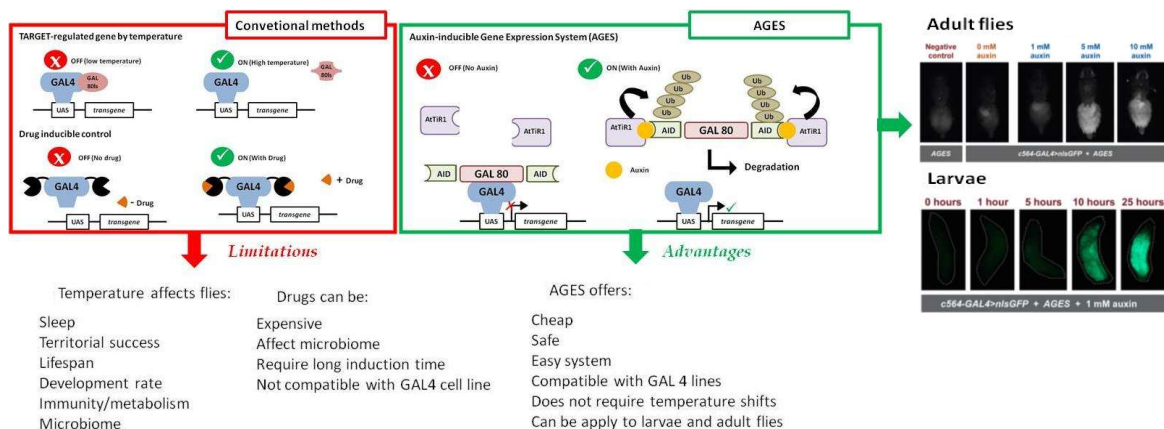 Convetional methods
TARGET-regulated gene by temperature
X OFF (low temperature)
GAL4
GAL
80ts
UAS
transgene
ON (High temperature)
GAL
80ts
GAL4
UAS
transgene
Drug inducible control
X OFF (No drug)
GAL4
- Drug
UAS
transgene
ON (With Drug)
GAL4
+ Drug
UAS
transgene
Limitations
Temperature affects flies:
Sleep
Territorial success
Lifespan
Development rate
Immunity/metabolism
Microbiome
Drugs can be:
Expensive
Affect microbiome
Require long induction time
Not compatible with GAL4 cell line
AGES
Auxin-inducible Gene Expression System (AGES)
X OFF (No Auxin)
AtTiR1
AtTiR1
AID
GAL 80
AID
GAL4
UAS
X
transgene
ON (With Auxin)
Ub
Ub
Ub
Ub
Ub
Ub
Ub
Ub
AtTiR1
AID
GAL 80
AID
AtTiR1
Auxin
Degradation
GAL4
UAS
transgene
Advantages
AGES offers:
Cheap
Safe
Easy system
Compatible with GAL 4 lines
Does not require temperature shifts
Can be apply to larvae and adult flies
Adult flies
Negative control
0 mM auxin
1 mM auxin
5 mM auxin
10 mM auxin
AGES
c564-GAL4>nlsGFP + AGES
Larvae
0 hours
1 hour
5 hours
10 hours
25 hours
c564-GAL4>nlsGFP + AGES + 1 mM auxin